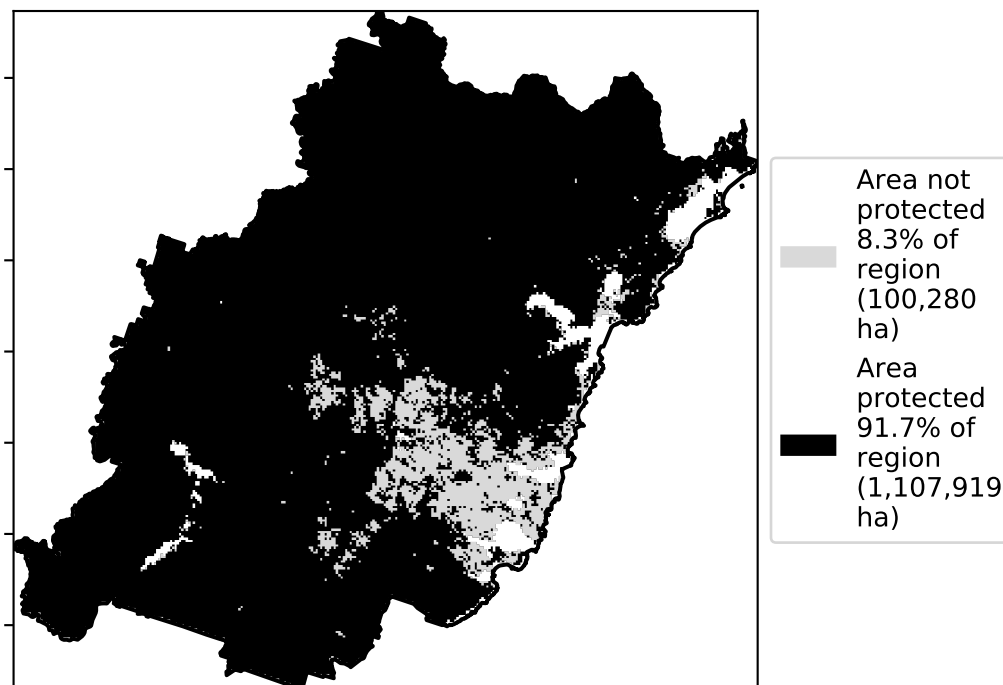 Area not
protected
8.3% of
region
(100,280
ha)
Area
protected
91.7% of
region
(1,107,919
ha)